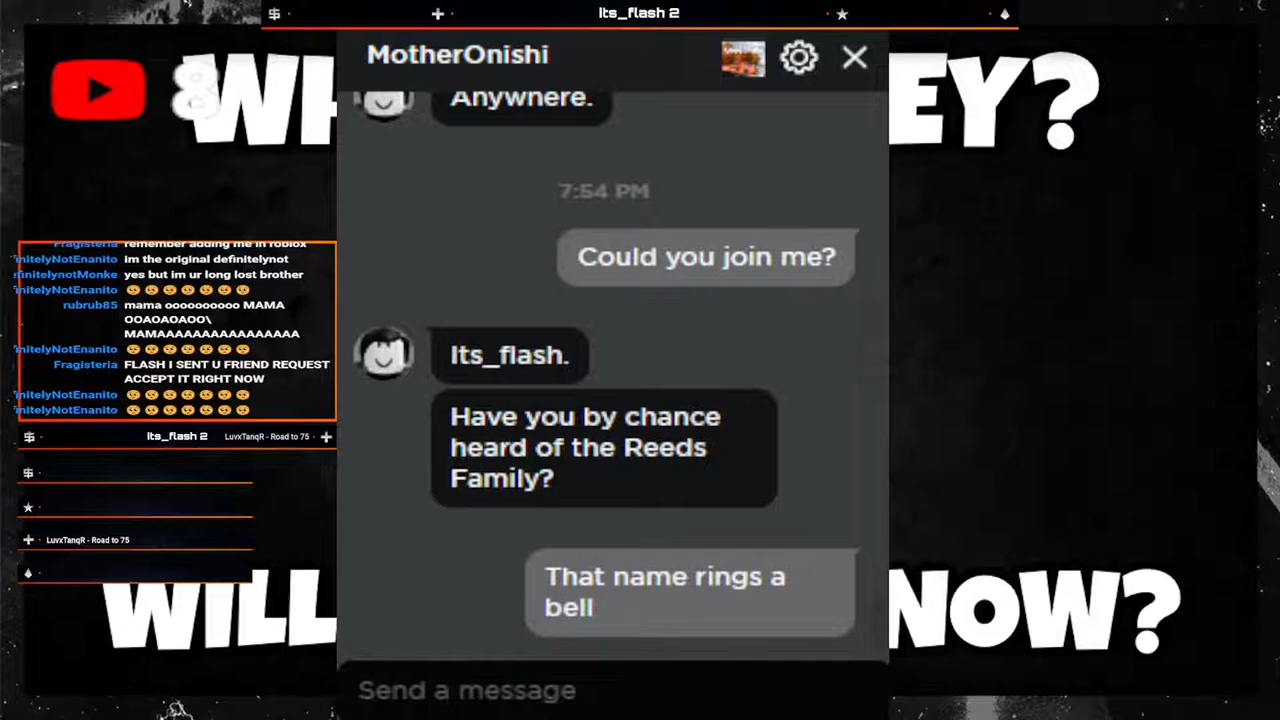 Its_flash 2
MotherOnishi
8
WH
EY?
Anywhere.
7:54 PM
Could you join me?
Its_flash.
Have you by chance
heard of the Reeds
Family?
That name rings a
bell
Send a message
Fragisteria remember adding me in roblox
nitelyNotEnanito Im the original definitelynot
finitelynotMonke yes but im ur long lost brother
nitelyNotEnanito
rubrub85 mama oooooooooo MAMA
OOAOAOAOO\
MAMAAAAAAAAAAAAAAAA
nitelyNotEnanito
Fragisteria FLASH I SENT U FRIEND REQUEST
ACCEPT IT RIGHT NOW
nitelyNotEnanito
nitelyNotEnanito
Its_flash 2 LuvxTanqR - Road to 75
LuvxTanqR - Road to 75
WILL
NOW?